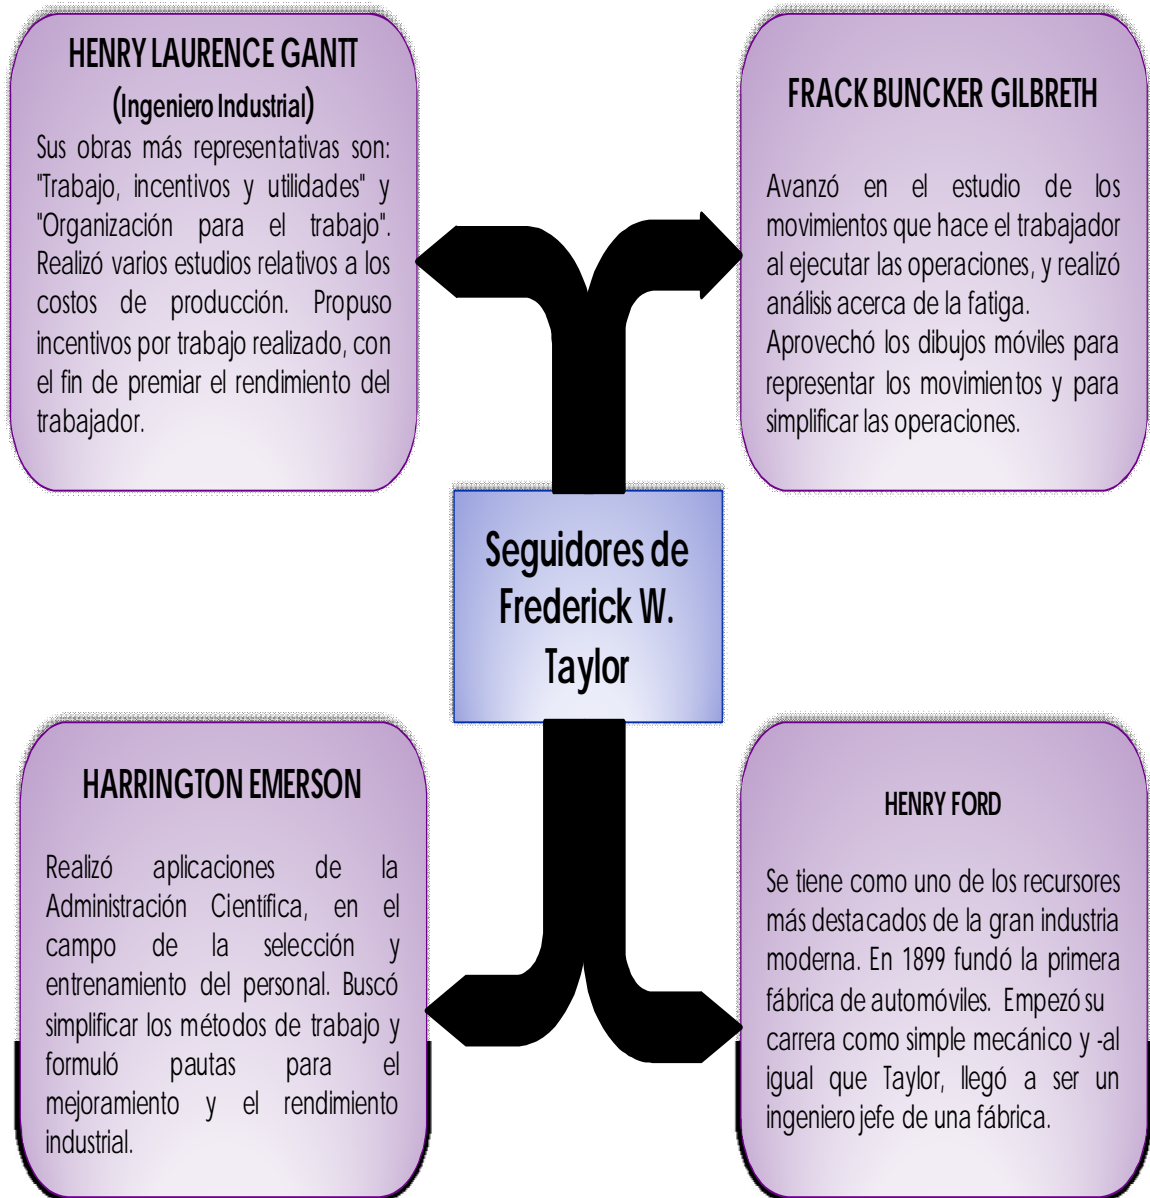 HENRY LAURENCE GANTT
(Ingeniero Industrial)
Sus obras más representativas son:
"Trabajo, incentivos y utilidades" y
"Organización para el trabajo".
Realizó varios estudios relativos a los
costos de producción. Propuso
incentivos por trabajo realizado, con
el fin de premiar el rendimiento del
trabajador.
FRACK BUNCKER GILBRETH
Avanzó en el estudio de los
movimientos que hace el trabajador
al ejecutar las operaciones, y realizó
análisis acerca de la fatiga.
Aprovechó los dibujos móviles para
representar los movimientos y para
simplificar las operaciones.
Seguidores de
Frederick W.
Taylor
HARRINGTON EMERSON
Realizó aplicaciones de la
Administración Científica, en el
campo de la selección y
entrenamiento del personal. Buscó
simplificar los métodos de trabajo y
formuló pautas para el
mejoramiento y el rendimiento
industrial.
HENRY FORD
Se tiene como uno de los recursores
más destacados de la gran industria
moderna. En 1899 fundó la primera
fábrica de automóviles. Empezó su
carrera como simple mecánico y -al
igual que Taylor, llegó a ser un
ingeniero jefe de una fábrica.